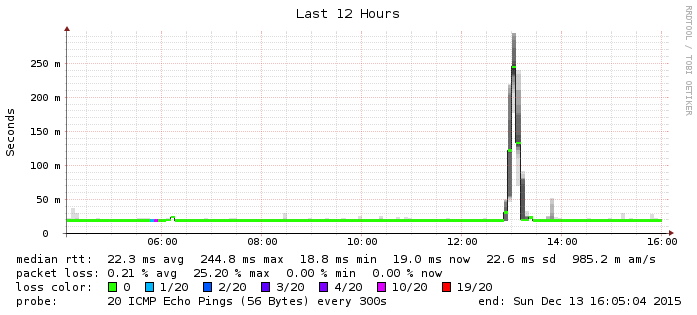 Last 12 Hours
RRDTOOL / TOBI OETIKER
Seconds
250 m
200 m
150 m
100 m
50 m
0
06:00 08:00 10:00 12:00 14:00 16:00
median rtt: 22.3 ms avg 244.8 ms max 18.8 ms min 19.0 ms now 22.6 ms sd 985.2 m am/s
packet loss: 0.21 % avg 25.20 % max 0.00 % min 0.00 % now
loss color: 0 1/20 2/20 3/20 4/20 10/20 19/20
probe: 20 ICMP Echo Pings (56 Bytes) every 300s end: Sun Dec 13 16:05:04 2015